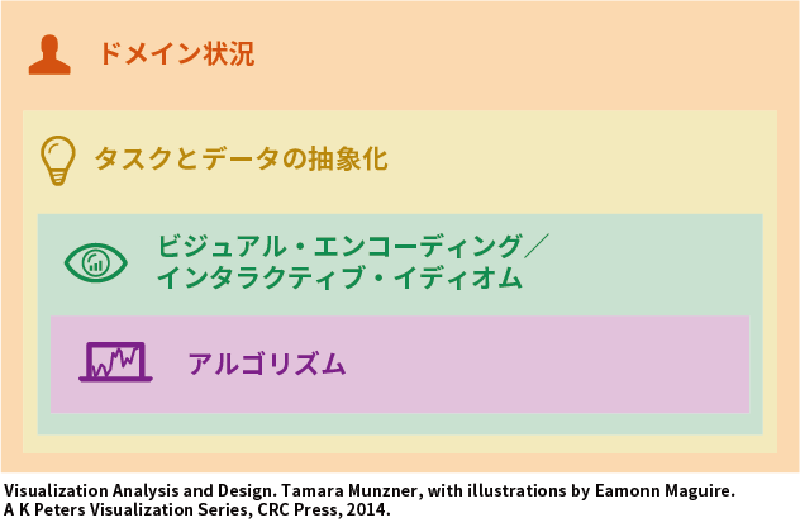 ドメイン状況
タスクとデータの抽象化
ビジュアル・エンコーディング／
インタラクティブ・イディオム
アルゴリズム
Visualization Analysis and Design. Tamara Munzner, with illustrations by Eamonn Maguire.
A K Peters Visualization Series, CRC Press, 2014.